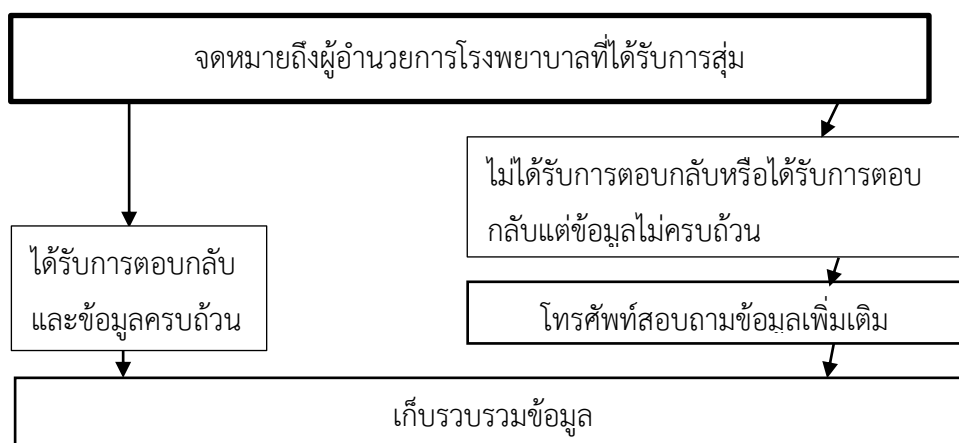 จดหมายถึงผู้อำนวยการโรงพยาบาลที่ได้รับการสุ่ม
ไม่ได้รับการตอบกลับหรือได้รับการตอบ
กลับแต่ข้อมูลไม่ครบถ้วน
ได้รับการตอบกลับ
และข้อมูลครบถ้วน
โทรศัพท์สอบถามข้อมูลเพิ่มเติม
เก็บรวบรวมข้อมูล